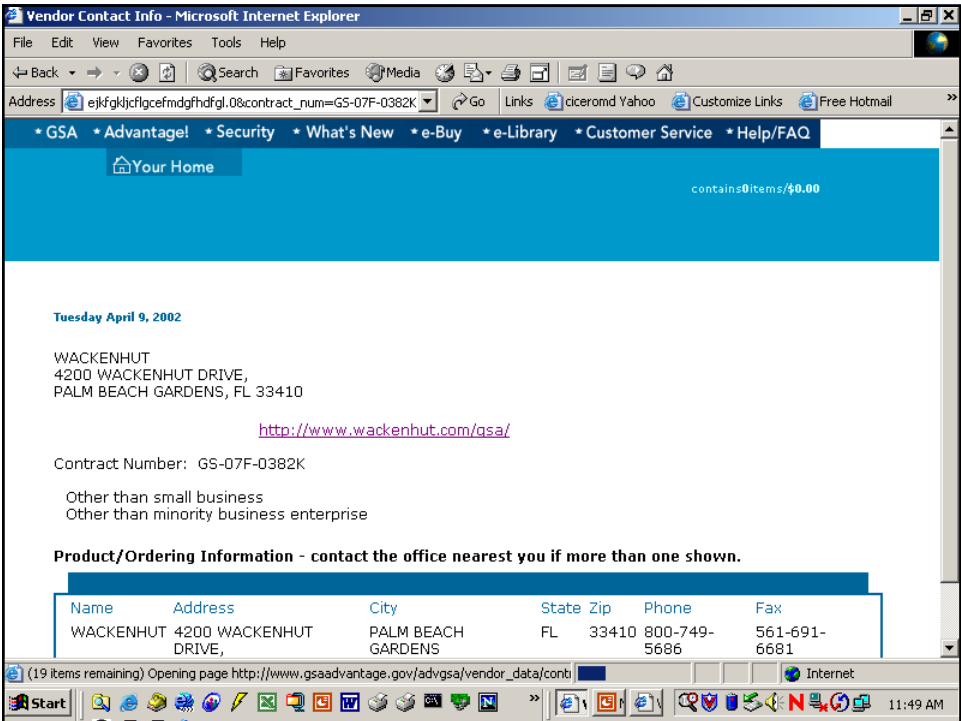 Vendor Contact Info - Microsoft Internet Explorer
File Edit View Favorites Tools Help
Back Search Favorites Media
Address ejkfgkljcflgcefmdgfhdfgl.0&contract_num=GS-07F-0382K Go Links ciceromd Yahoo Customize Links Free Hotmail »
* GSA * Advantage! * Security * What's New * e-Buy * e-Library * Customer Service * Help/FAQ
Your Home
contains0items/$0.00
Tuesday April 9, 2002
WACKENHUT
4200 WACKENHUT DRIVE,
PALM BEACH GARDENS, FL 33410
http://www.wackenhut.com/gsa/
Contract Number: GS-07F-0382K
Other than small business
Other than minority business enterprise
Product/Ordering Information - contact the office nearest you if more than one shown.
Name Address City State Zip Phone Fax
WACKENHUT 4200 WACKENHUT PALM BEACH FL 33410 800-749- 561-691-
DRIVE, GARDENS 5686 6681
(19 items remaining) Opening page http://www.gsaadvantage.gov/advgsa/vendor_data/conta Internet
Start » 11:49 AM